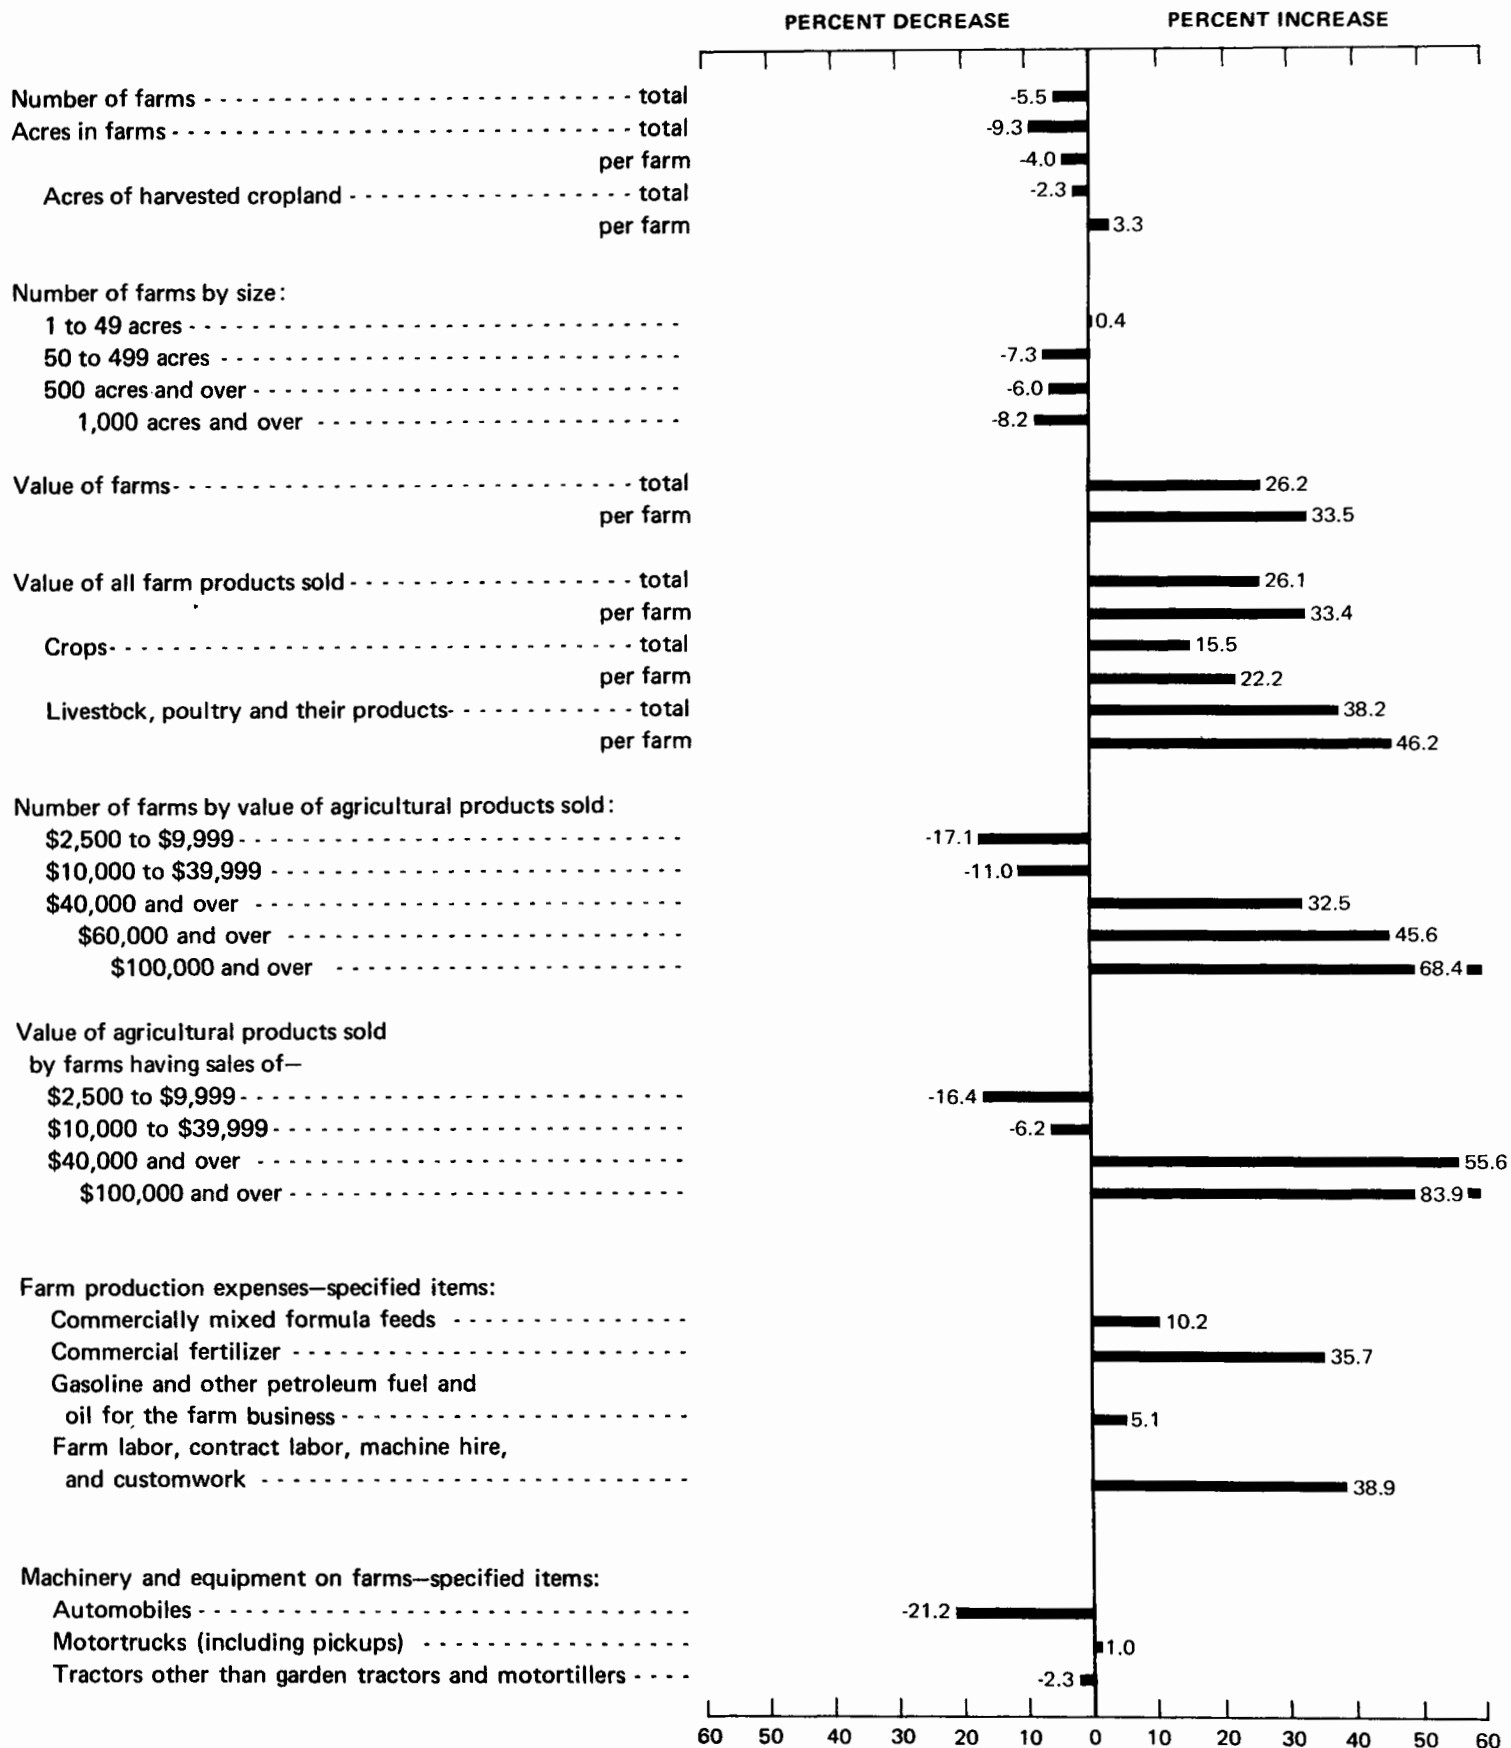 PERCENT DECREASE PERCENT INCREASE
Number of farms - - - - - - - - - - - - - - - - - - - - - - - - - - - total -5.5
Acres in farms - - - - - - - - - - - - - - - - - - - - - - - - - - - - - total -9.3
per farm -4.0
Acres of harvested cropland - - - - - - - - - - - - - - - - - - total -2.3
per farm 3.3
Number of farms by size:
1 to 49 acres - - - - - - - - - - - - - - - - - - - - - - - - - - - - - - - 0.4
50 to 499 acres - - - - - - - - - - - - - - - - - - - - - - - - - - - - - -7.3
500 acres and over - - - - - - - - - - - - - - - - - - - - - - - - - - - -6.0
1,000 acres and over - - - - - - - - - - - - - - - - - - - - - - - -8.2
Value of farms - - - - - - - - - - - - - - - - - - - - - - - - - - - - - total 26.2
per farm 33.5
Value of all farm products sold - - - - - - - - - - - - - - - - - - total 26.1
per farm 33.4
Crops - - - - - - - - - - - - - - - - - - - - - - - - - - - - - - - - - total 15.5
per farm 22.2
Livestock, poultry and their products - - - - - - - - - - - - total 38.2
per farm 46.2
Number of farms by value of agricultural products sold:
$2,500 to $9,999 - - - - - - - - - - - - - - - - - - - - - - - - - - - - -17.1
$10,000 to $39,999 - - - - - - - - - - - - - - - - - - - - - - - - - - -11.0
$40,000 and over - - - - - - - - - - - - - - - - - - - - - - - - - - - 32.5
$60,000 and over - - - - - - - - - - - - - - - - - - - - - - - - - 45.6
$100,000 and over - - - - - - - - - - - - - - - - - - - - - - 68.4
Value of agricultural products sold
by farms having sales of—
$2,500 to $9,999 - - - - - - - - - - - - - - - - - - - - - - - - - - - - -16.4
$10,000 to $39,999 - - - - - - - - - - - - - - - - - - - - - - - - - - -6.2
$40,000 and over - - - - - - - - - - - - - - - - - - - - - - - - - - - 55.6
$100,000 and over - - - - - - - - - - - - - - - - - - - - - - - - - 83.9
Farm production expenses—specified items:
Commercially mixed formula feeds - - - - - - - - - - - - - - - 10.2
Commercial fertilizer - - - - - - - - - - - - - - - - - - - - - - - - - 35.7
Gasoline and other petroleum fuel and
oil for the farm business - - - - - - - - - - - - - - - - - - - - - - 5.1
Farm labor, contract labor, machine hire,
and customwork - - - - - - - - - - - - - - - - - - - - - - - - - - - 38.9
Machinery and equipment on farms—specified items:
Automobiles - - - - - - - - - - - - - - - - - - - - - - - - - - - - - - - -21.2
Motortrucks (including pickups) - - - - - - - - - - - - - - - - - 1.0
Tractors other than garden tractors and motortillers - - - - -2.3
60 50 40 30 20 10 0 10 20 30 40 50 60